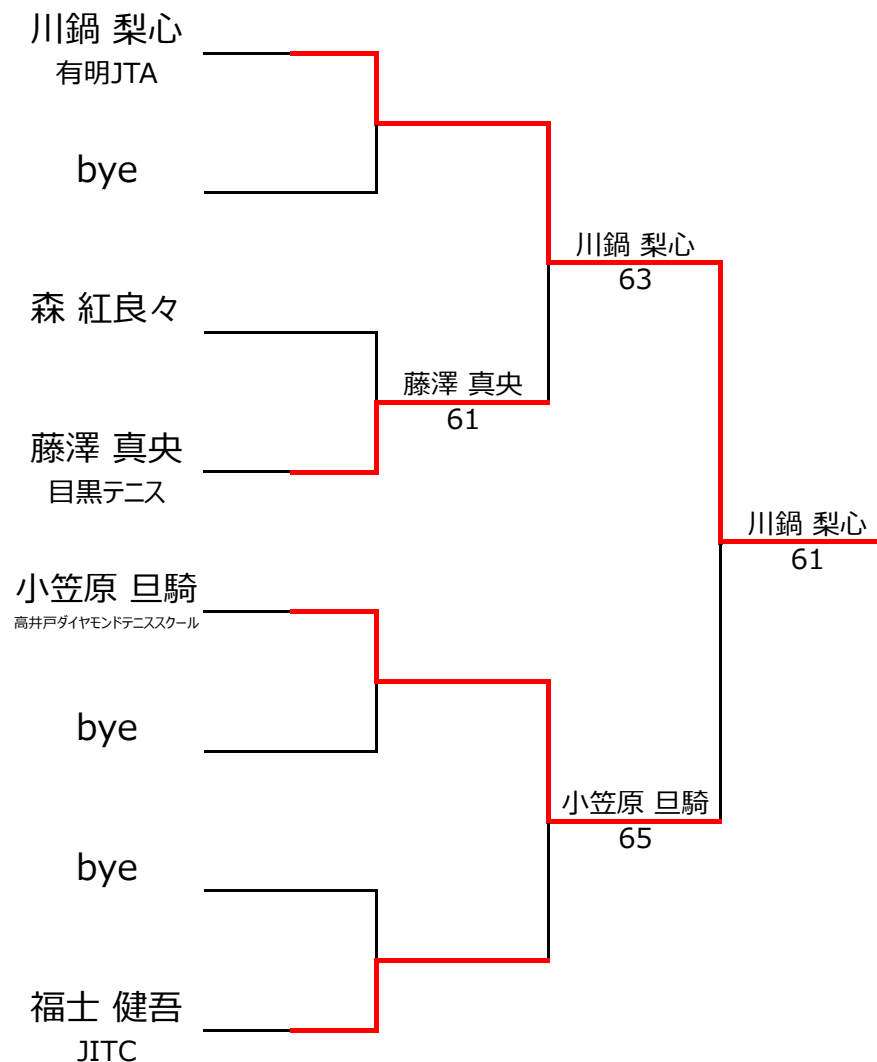 川鍋 梨心
有明JTA
bye
川鍋 梨心
63
森 紅良々
藤澤 真央
61
藤澤 真央
目黒テニス
川鍋 梨心
61
小笠原 旦騎
高井戸ダイヤモンドテニススクール
bye
小笠原 旦騎
65
bye
福士 健吾
JITC